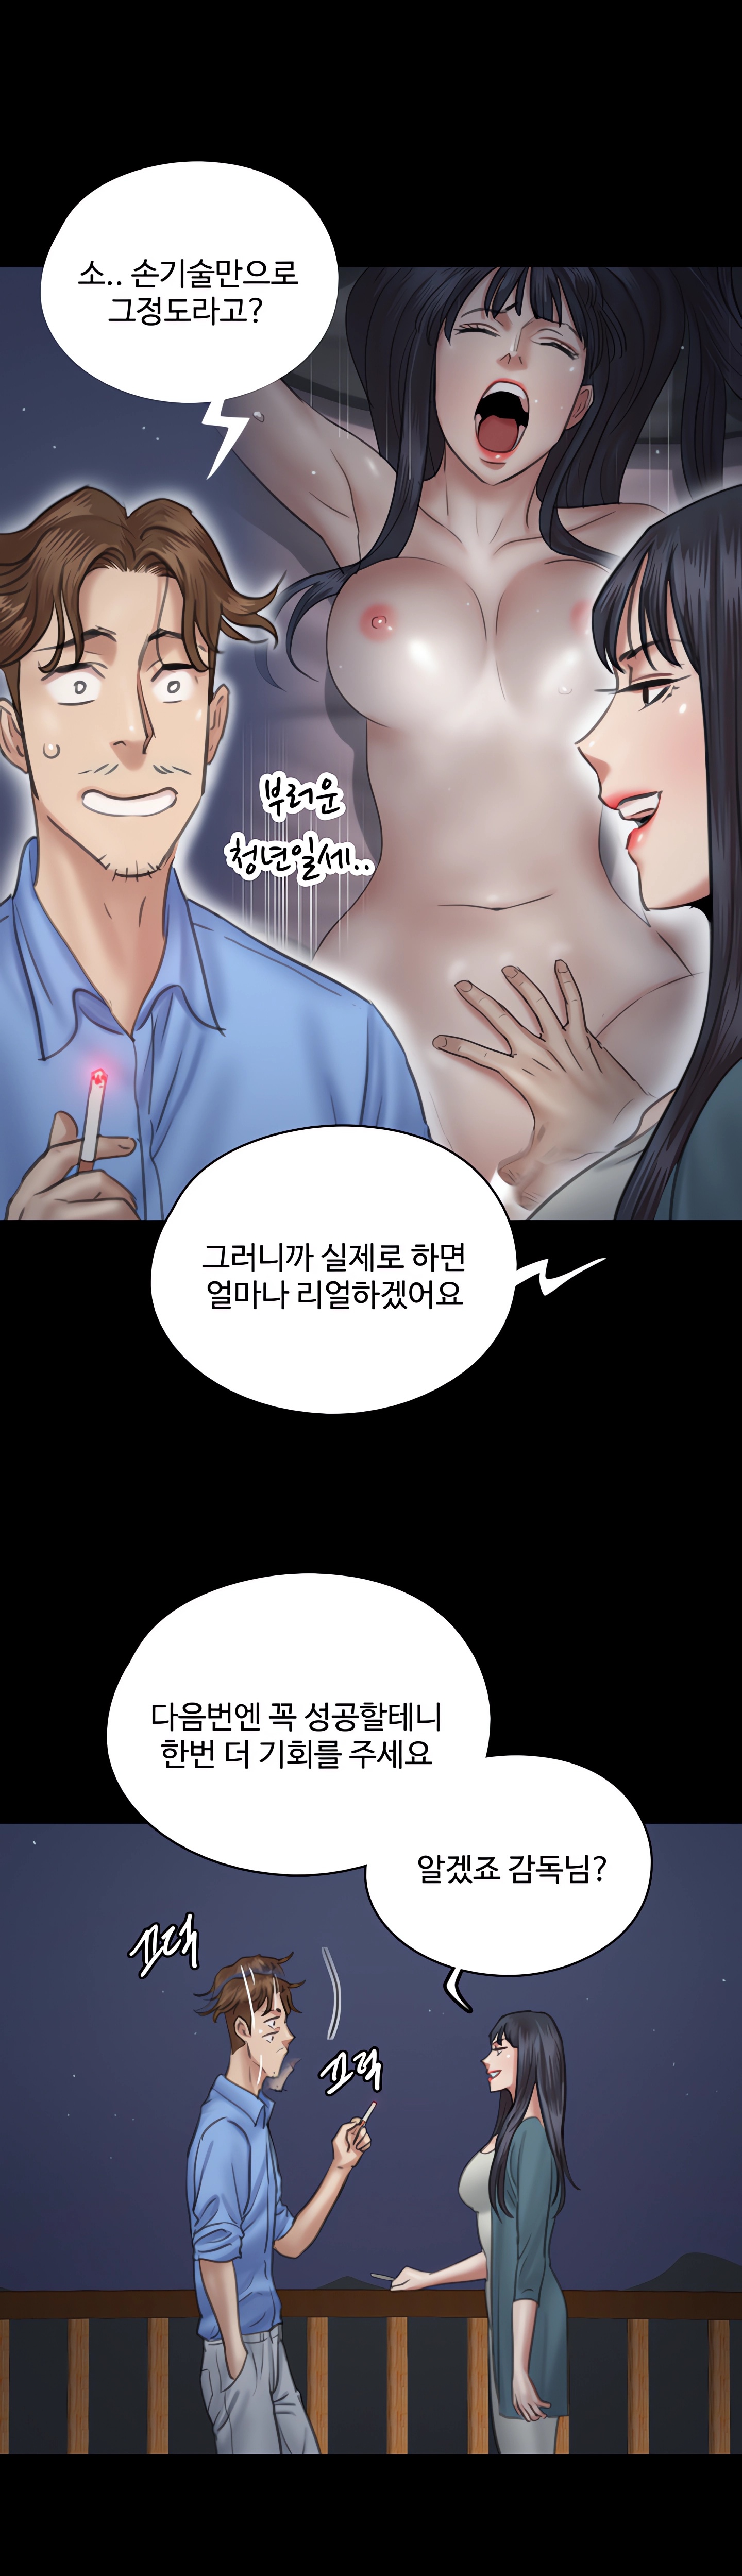 소.. 손기술만으로
그정도라고?
부러운
청년일세..
그러니까 실제로 하면
얼마나 리얼하겠어요
다음번엔 꼭 성공할테니
한번 더 기회를 주세요
알겠죠 감독님?
끄덕
끄덕